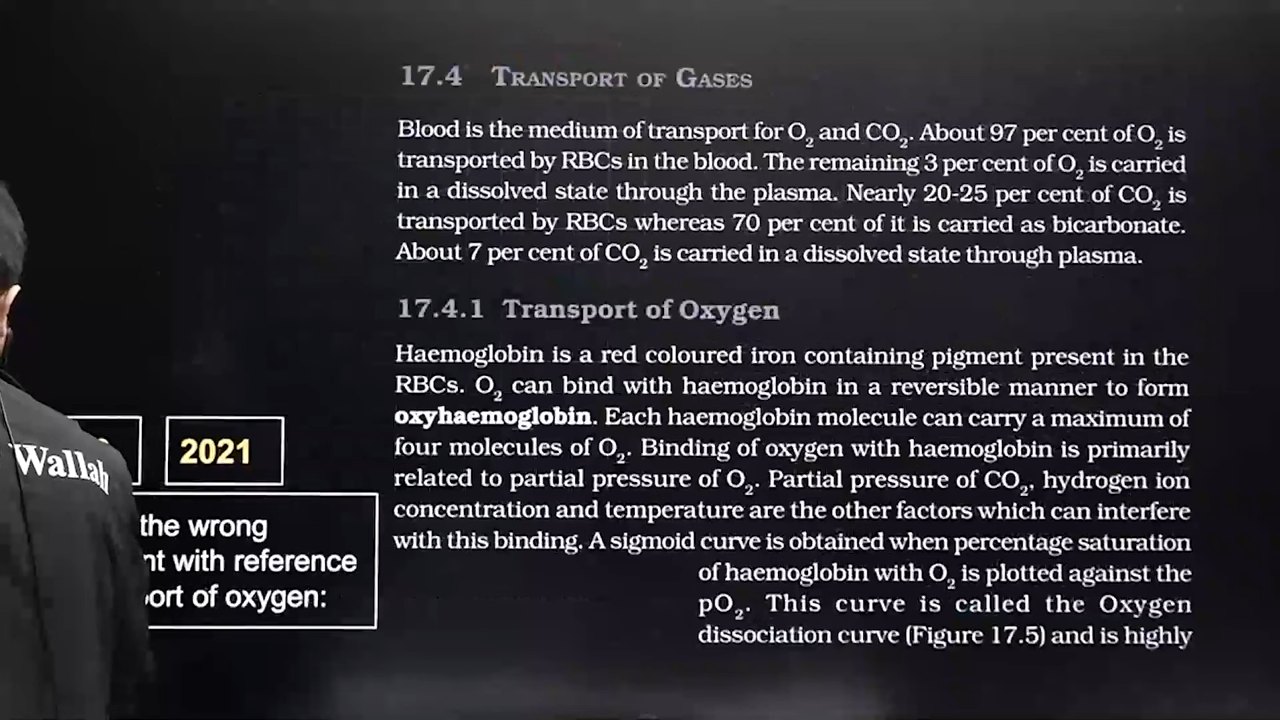 17.4 TRANSPORT OF GASES
Blood is the medium of transport for O₂ and CO₂. About 97 per cent of O₂ is
transported by RBCs in the blood. The remaining 3 per cent of O₂ is carried
in a dissolved state through the plasma. Nearly 20-25 per cent of CO₂ is
transported by RBCs whereas 70 per cent of it is carried as bicarbonate.
About 7 per cent of CO₂ is carried in a dissolved state through plasma.
17.4.1 Transport of Oxygen
Haemoglobin is a red coloured iron containing pigment present in the
RBCs. O₂ can bind with haemoglobin in a reversible manner to form
oxyhaemoglobin. Each haemoglobin molecule can carry a maximum of
four molecules of O₂. Binding of oxygen with haemoglobin is primarily
related to partial pressure of O₂. Partial pressure of CO₂, hydrogen ion
concentration and temperature are the other factors which can interfere
with this binding. A sigmoid curve is obtained when percentage saturation
of haemoglobin with O₂ is plotted against the
pO₂. This curve is called the Oxygen
dissociation curve (Figure 17.5) and is highly
2021
the wrong
with reference
of oxygen:
Wallah